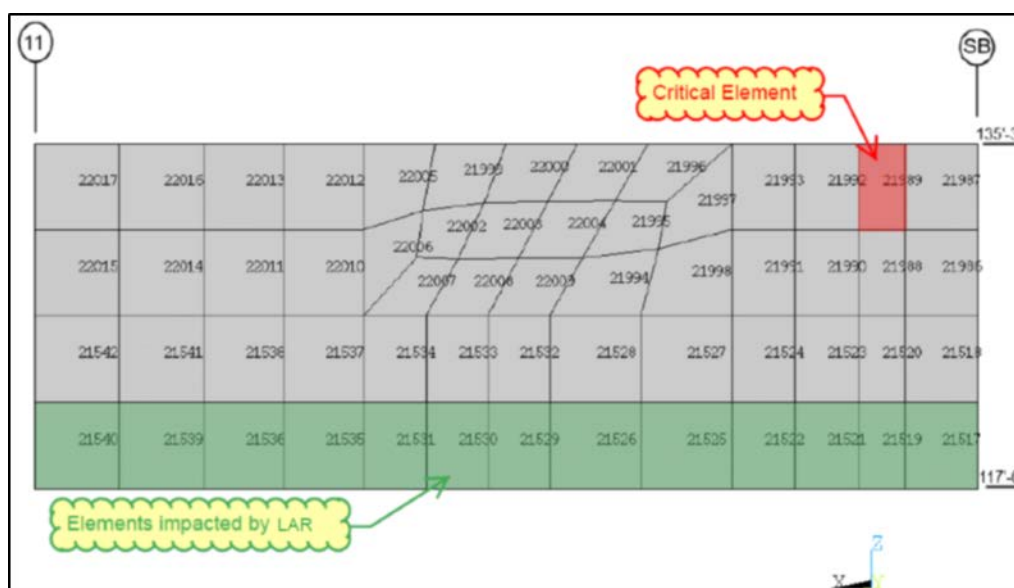 11
SB
Critical Element
135'-3
22017 22016 22013 22012 22005 21999 22000 22001 21996 21993 21992 21989 21987
21997
22002 22003 22004 21995
22006
22015 22014 22011 22010 22007 22008 22009 21994 21998 21991 21990 21988 21986
21542 21541 21538 21537 21534 21533 21532 21528 21527 21524 21523 21520 21518
21540 21539 21536 21535 21531 21530 21529 21526 21525 21522 21521 21519 21517
117'-6
Elements impacted by LAR
Z
X Y